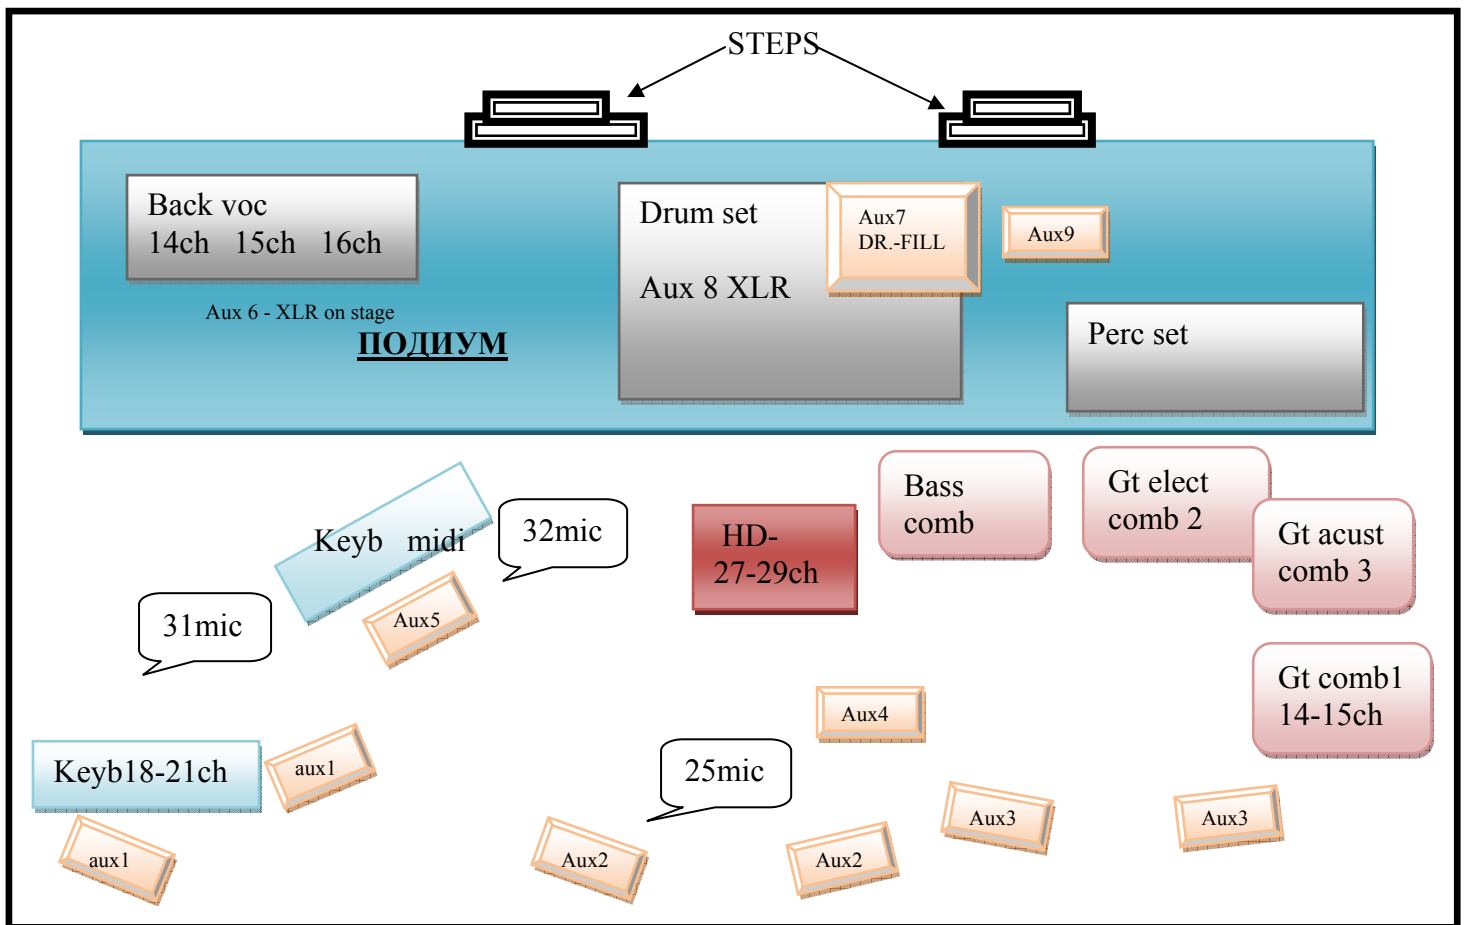 STEPS
Back voc
14ch 15ch 16ch
Aux 6 - XLR on stage
ПОДИУМ
Drum set
Aux 8 XLR
Aux7
DR.-FILL
Aux9
Perc set
Keyb midi
32mic
31mic
Aux5
HD-
27-29ch
Bass
comb
Gt elect
comb 2
Gt acust
comb 3
Gt comb1
14-15ch
Keyb18-21ch
aux1
aux1
25mic
Aux4
Aux2
Aux2
Aux3
Aux3